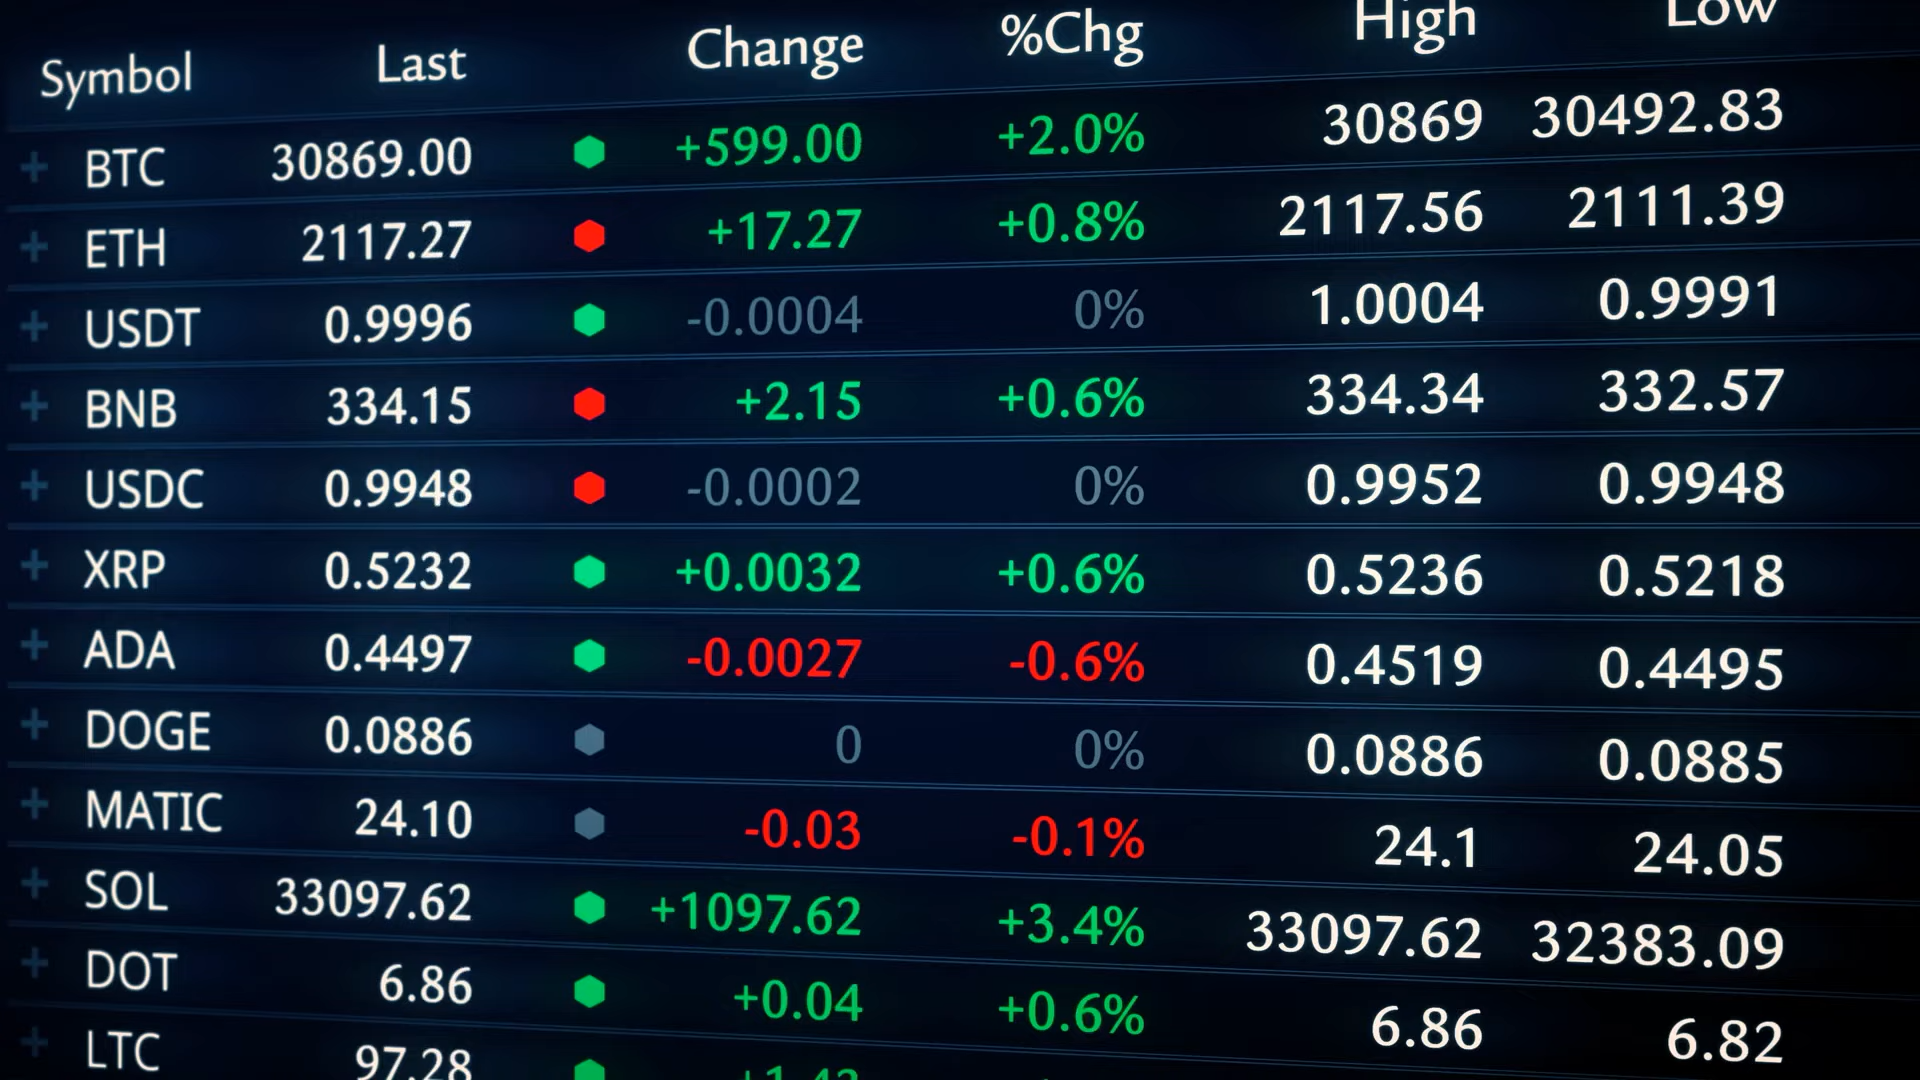 Symbol Last Change %Chg High Low
+ BTC 30869.00 +599.00 +2.0% 30869 30492.83
+ ETH 2117.27 +17.27 +0.8% 2117.56 2111.39
+ USDT 0.9996 -0.0004 0% 1.0004 0.9991
+ BNB 334.15 +2.15 +0.6% 334.34 332.57
+ USDC 0.9948 -0.0002 0% 0.9952 0.9948
+ XRP 0.5232 +0.0032 +0.6% 0.5236 0.5218
+ ADA 0.4497 -0.0027 -0.6% 0.4519 0.4495
+ DOGE 0.0886 0 0% 0.0886 0.0885
+ MATIC 24.10 -0.03 -0.1% 24.1 24.05
+ SOL 33097.62 +1097.62 +3.4% 33097.62 32383.09
+ DOT 6.86 +0.04 +0.6% 6.86 6.82
+ LTC 97.28